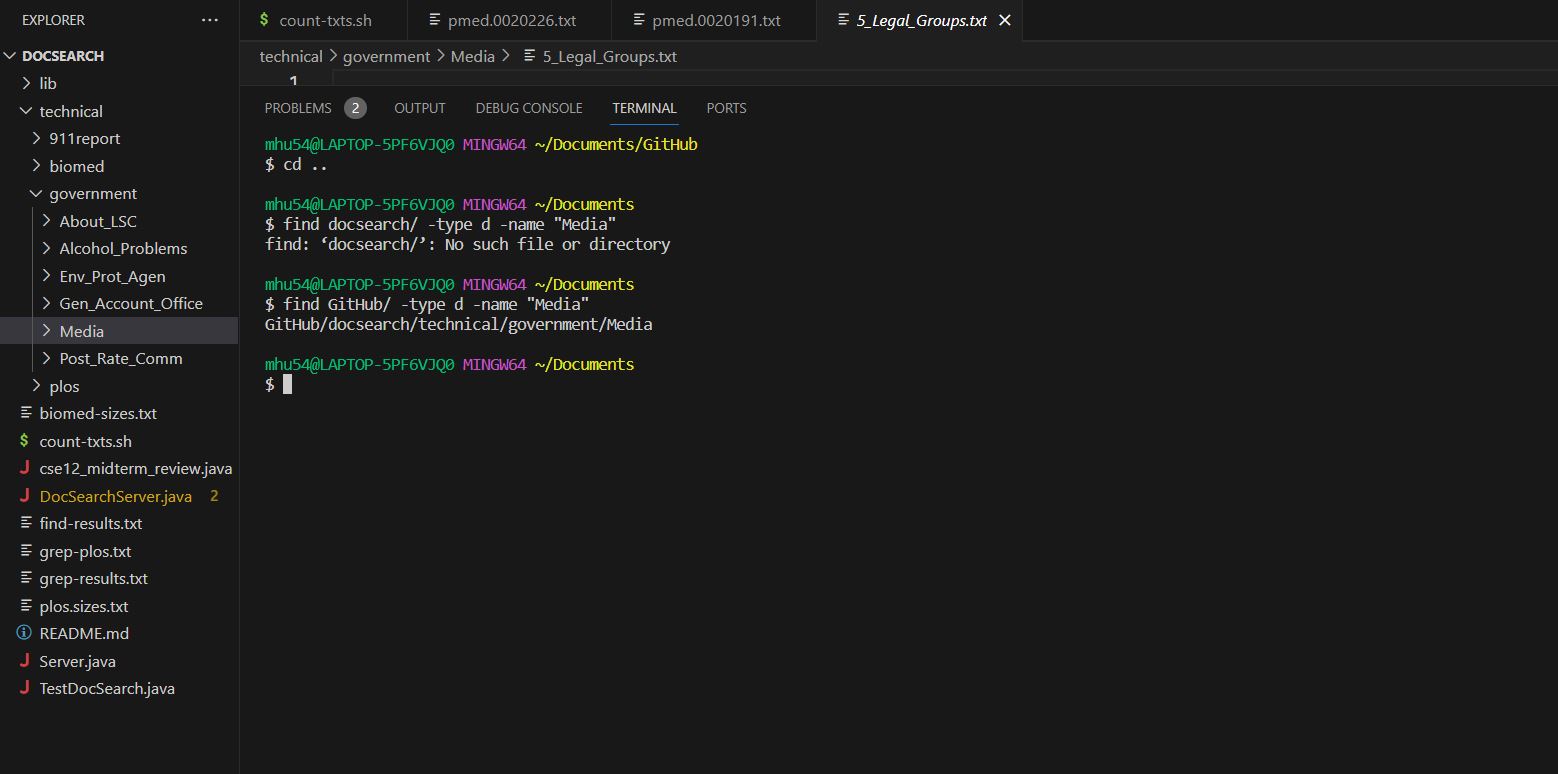 EXPLORER
DOCSEARCH
lib
technical
911report
biomed
government
About_LSC
Alcohol_Problems
Env_Prot_Agen
Gen_Account_Office
Media
Post_Rate_Comm
plos
biomed-sizes.txt
$ count-txts.sh
J cse12_midterm_review.java
J DocSearchServer.java 2
find-results.txt
grep-plos.txt
grep-results.txt
plos.sizes.txt
README.md
J Server.java
J TestDocSearch.java
$ count-txts.sh pmed.0020226.txt pmed.0020191.txt 5_Legal_Groups.txt
technical > government > Media > 5_Legal_Groups.txt
1
PROBLEMS 2 OUTPUT DEBUG CONSOLE TERMINAL PORTS
mhu54@LAPTOP-5PF6VJQ0 MINGW64 ~/Documents/GitHub
$ cd ..
mhu54@LAPTOP-5PF6VJQ0 MINGW64 ~/Documents
$ find docsearch/ -type d -name "Media"
find: ‘docsearch/’: No such file or directory
mhu54@LAPTOP-5PF6VJQ0 MINGW64 ~/Documents
$ find GitHub/ -type d -name "Media"
GitHub/docsearch/technical/government/Media
mhu54@LAPTOP-5PF6VJQ0 MINGW64 ~/Documents
$